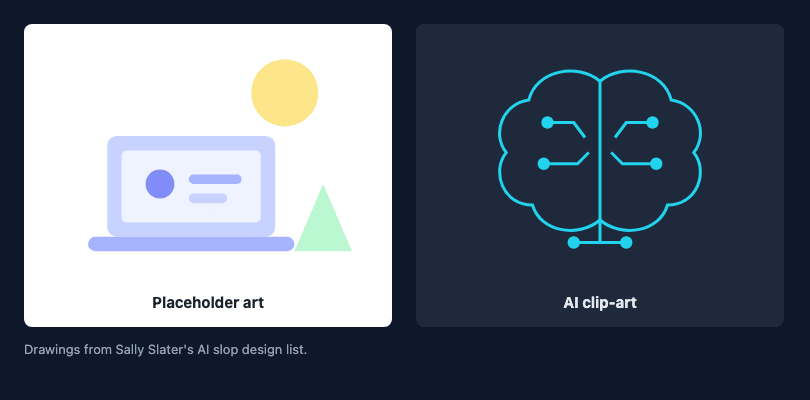 Placeholder art
AI clip-art
Drawings from Sally Slater's AI slop design list.